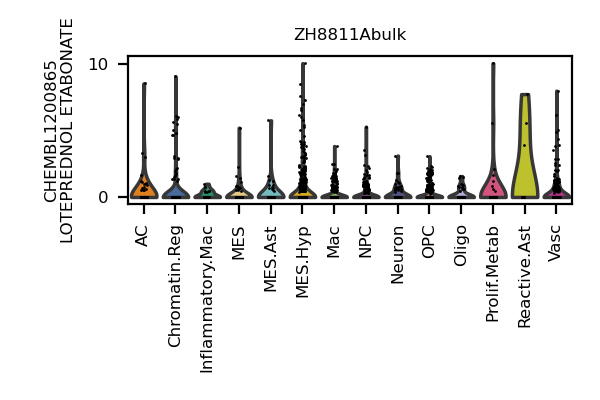 ZH8811Abulk
CHEMBL1200865
LOTEPREDNOL ETABONATE
10
0
AC
Chromatin.Reg
Inflammatory.Mac
MES
MES.Ast
MES.Hyp
Mac
NPC
Neuron
OPC
Oligo
Prolif.Metab
Reactive.Ast
Vasc